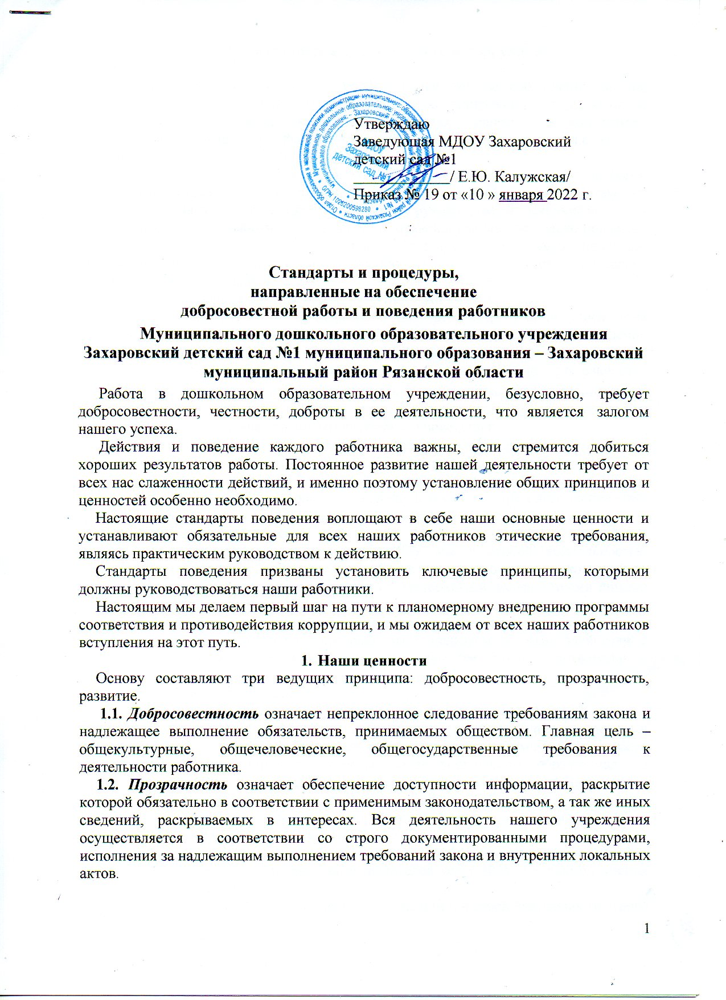 Утверждаю
Заведующая МДОУ Захаровский
детский сад №1
____________/ Е.Ю. Калужская/
Приказ № 19 от «10 » января 2022 г.
МДОУ
Захаровский
детский сад №1
ОГРН 1026200598280
Стандарты и процедуры,
направленные на обеспечение
добросовестной работы и поведения работников
Муниципального дошкольного образовательного учреждения
Захаровский детский сад №1 муниципального образования – Захаровский
муниципальный район Рязанской области
Работа в дошкольном образовательном учреждении, безусловно, требует
добросовестности, честности, доброты в ее деятельности, что является залогом
нашего успеха.
Действия и поведение каждого работника важны, если стремится добиться
хороших результатов работы. Постоянное развитие нашей деятельности требует от
всех нас слаженности действий, и именно поэтому установление общих принципов и
ценностей особенно необходимо.
Настоящие стандарты поведения воплощают в себе наши основные ценности и
устанавливают обязательные для всех наших работников этические требования,
являясь практическим руководством к действию.
Стандарты поведения призваны установить ключевые принципы, которыми
должны руководствоваться наши работники.
Настоящим мы делаем первый шаг на пути к планомерному внедрению программы
соответствия и противодействия коррупции, и мы ожидаем от всех наших работников
вступления на этот путь.
1. Наши ценности
Основу составляют три ведущих принципа: добросовестность, прозрачность,
развитие.
1.1. Добросовестность означает непреклонное следование требованиям закона и
надлежащее выполнение обязательств, принимаемых обществом. Главная цель –
общекультурные, общечеловеческие, общегосударственные требования к
деятельности работника.
1.2. Прозрачность означает обеспечение доступности информации, раскрытие
которой обязательно в соответствии с применимым законодательством, а так же иных
сведений, раскрываемых в интересах. Вся деятельность нашего учреждения
осуществляется в соответствии со строго документированными процедурами,
исполнения за надлежащим выполнением требований закона и внутренних локальных
актов.
1